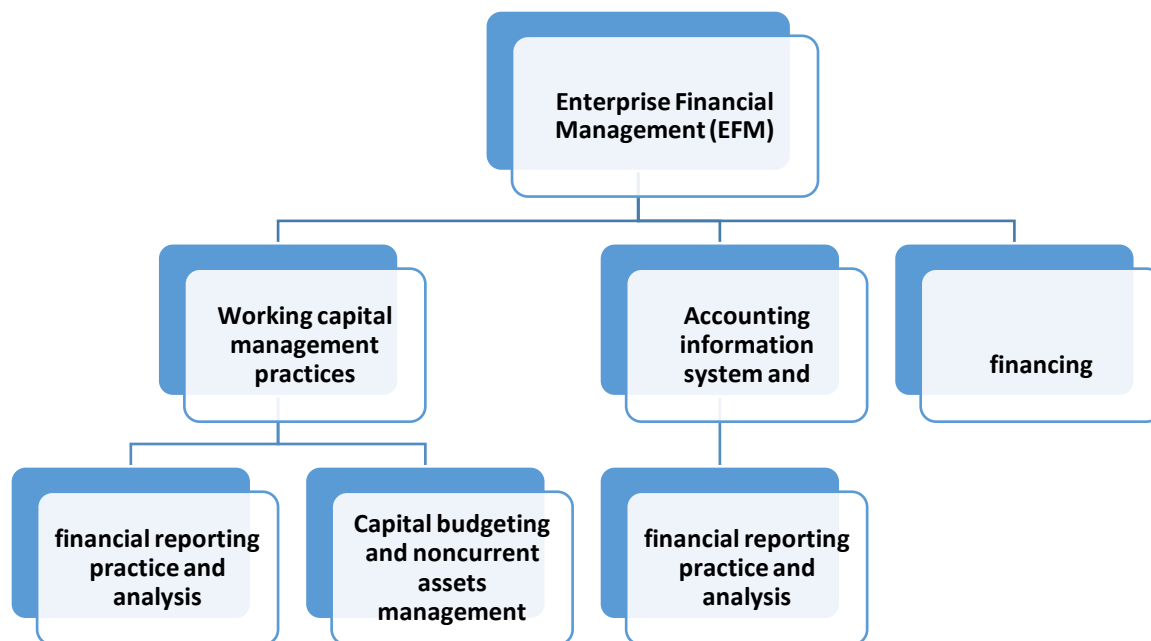 Enterprise Financial
Management (EFM)
Working capital
management
practices
Accounting
information
system and
financing
financial reporting
practice and
analysis
Capital budgeting
and noncurrent
assets
management
financial reporting
practice and
analysis